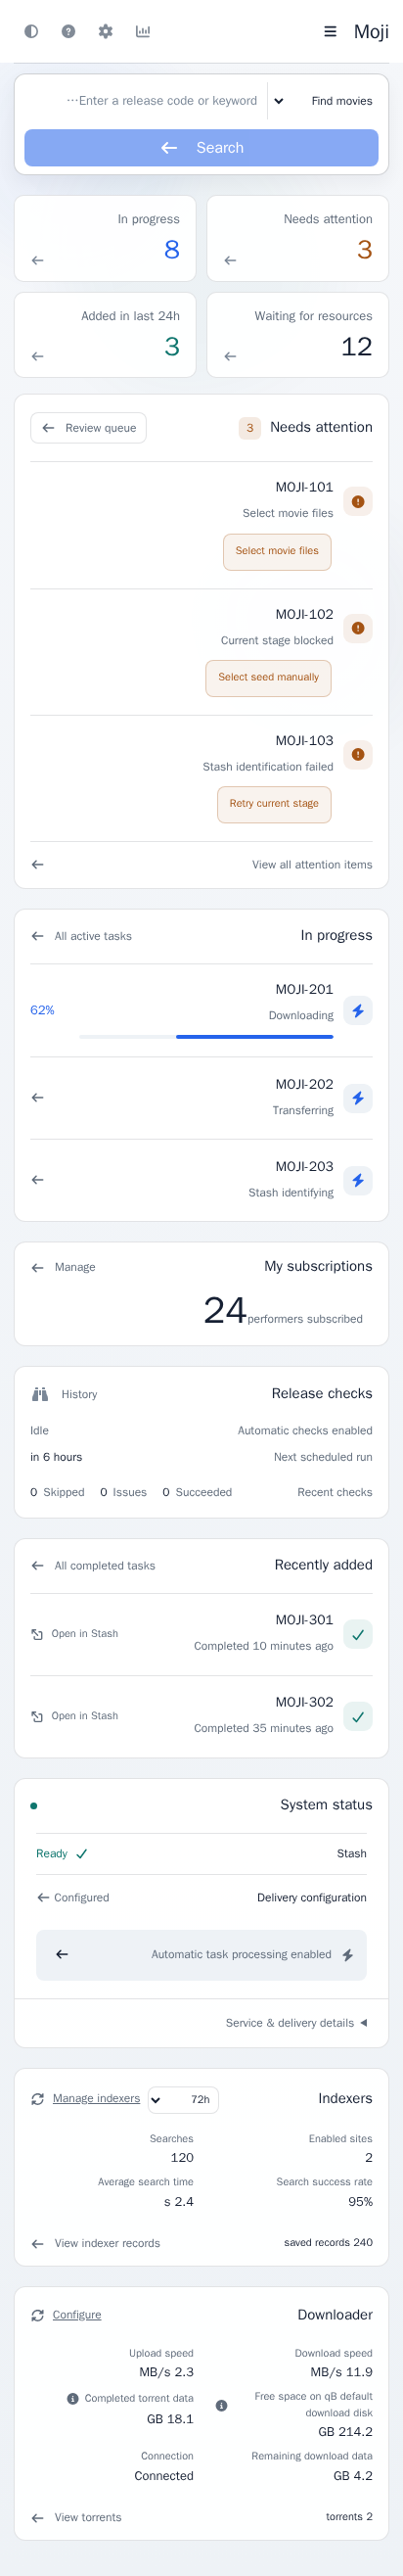 Moji
Find movies
Enter a release code or keyword…
Search
Needs attention
3
In progress
8
Waiting for resources
12
Added in last 24h
3
Needs attention 3
Review queue
MOJI-101
Select movie files
Select movie files
MOJI-102
Current stage blocked
Select seed manually
MOJI-103
Stash identification failed
Retry current stage
View all attention items
In progress
All active tasks
MOJI-201
Downloading
62%
MOJI-202
Transferring
MOJI-203
Stash identifying
My subscriptions
Manage
24 performers subscribed
Release checks
History
Automatic checks enabled
Idle
Next scheduled run
in 6 hours
Recent checks
0 Skipped 0 Issues 0 Succeeded
Recently added
All completed tasks
MOJI-301
Completed 10 minutes ago
Open in Stash
MOJI-302
Completed 35 minutes ago
Open in Stash
System status
Stash
Ready
Delivery configuration
Configured
Automatic task processing enabled
Service & delivery details
Indexers
72h
Manage indexers
Enabled sites
2
Searches
120
Search success rate
95%
Average search time
s 2.4
saved records 240
View indexer records
Downloader
Configure
Download speed
MB/s 11.9
Upload speed
MB/s 2.3
Free space on qB default
download disk
GB 214.2
Completed torrent data
GB 18.1
Remaining download data
GB 4.2
Connection
Connected
torrents 2
View torrents